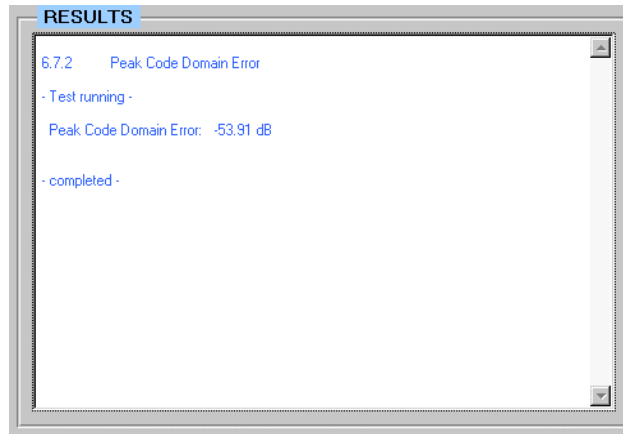 RESULTS
6.7.2 Peak Code Domain Error
- Test running -
Peak Code Domain Error: -53.91 dB
- completed -